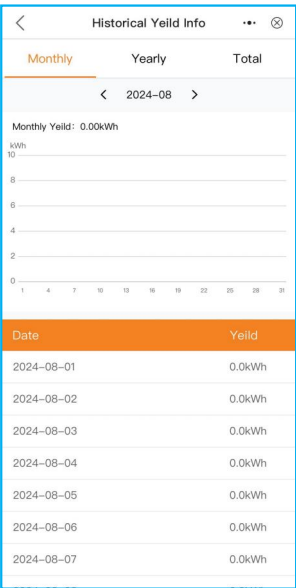 Historical Yeild Info
Monthly Yearly Total
< 2024-08 >
Monthly Yeild: 0.00kWh
kWh
10
8
6
4
2
0
1 4 7 10 13 16 19 22 25 28 31
Date Yeild
2024-08-01 0.0kWh
2024-08-02 0.0kWh
2024-08-03 0.0kWh
2024-08-04 0.0kWh
2024-08-05 0.0kWh
2024-08-06 0.0kWh
2024-08-07 0.0kWh